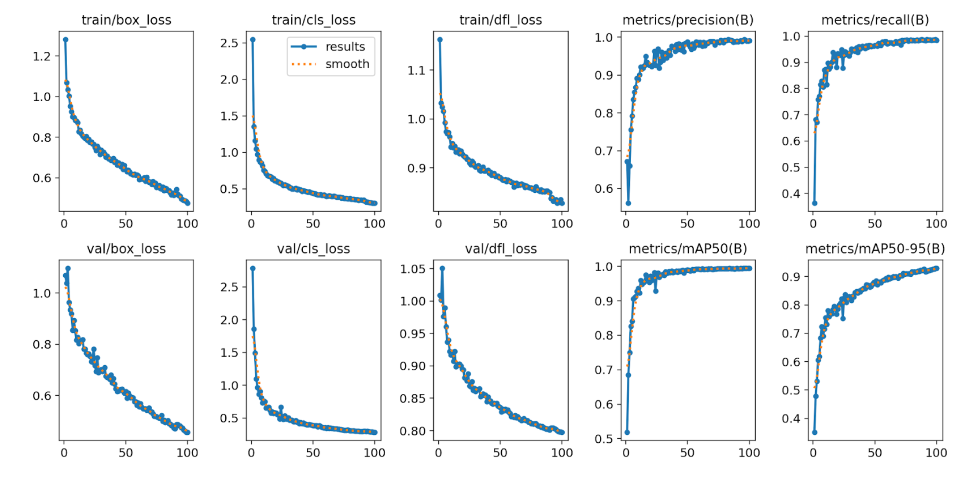 train/box_loss
train/cls_loss
train/dfl_loss
metrics/precision(B)
metrics/recall(B)
1.2
1.0
0.8
0.6
0 50 100
2.5
2.0
1.5
1.0
0.5
results
smooth
0 50 100
1.1
1.0
0.9
0 50 100
1.0
0.9
0.8
0.7
0.6
0 50 100
1.0
0.9
0.8
0.7
0.6
0.5
0.4
0 50 100
val/box_loss
val/cls_loss
val/dfl_loss
metrics/mAP50(B)
metrics/mAP50-95(B)
1.0
0.8
0.6
0 50 100
2.5
2.0
1.5
1.0
0.5
0 50 100
1.05
1.00
0.95
0.90
0.85
0.80
0 50 100
1.0
0.9
0.8
0.7
0.6
0.5
0 50 100
0.9
0.8
0.7
0.6
0.5
0.4
0 50 100